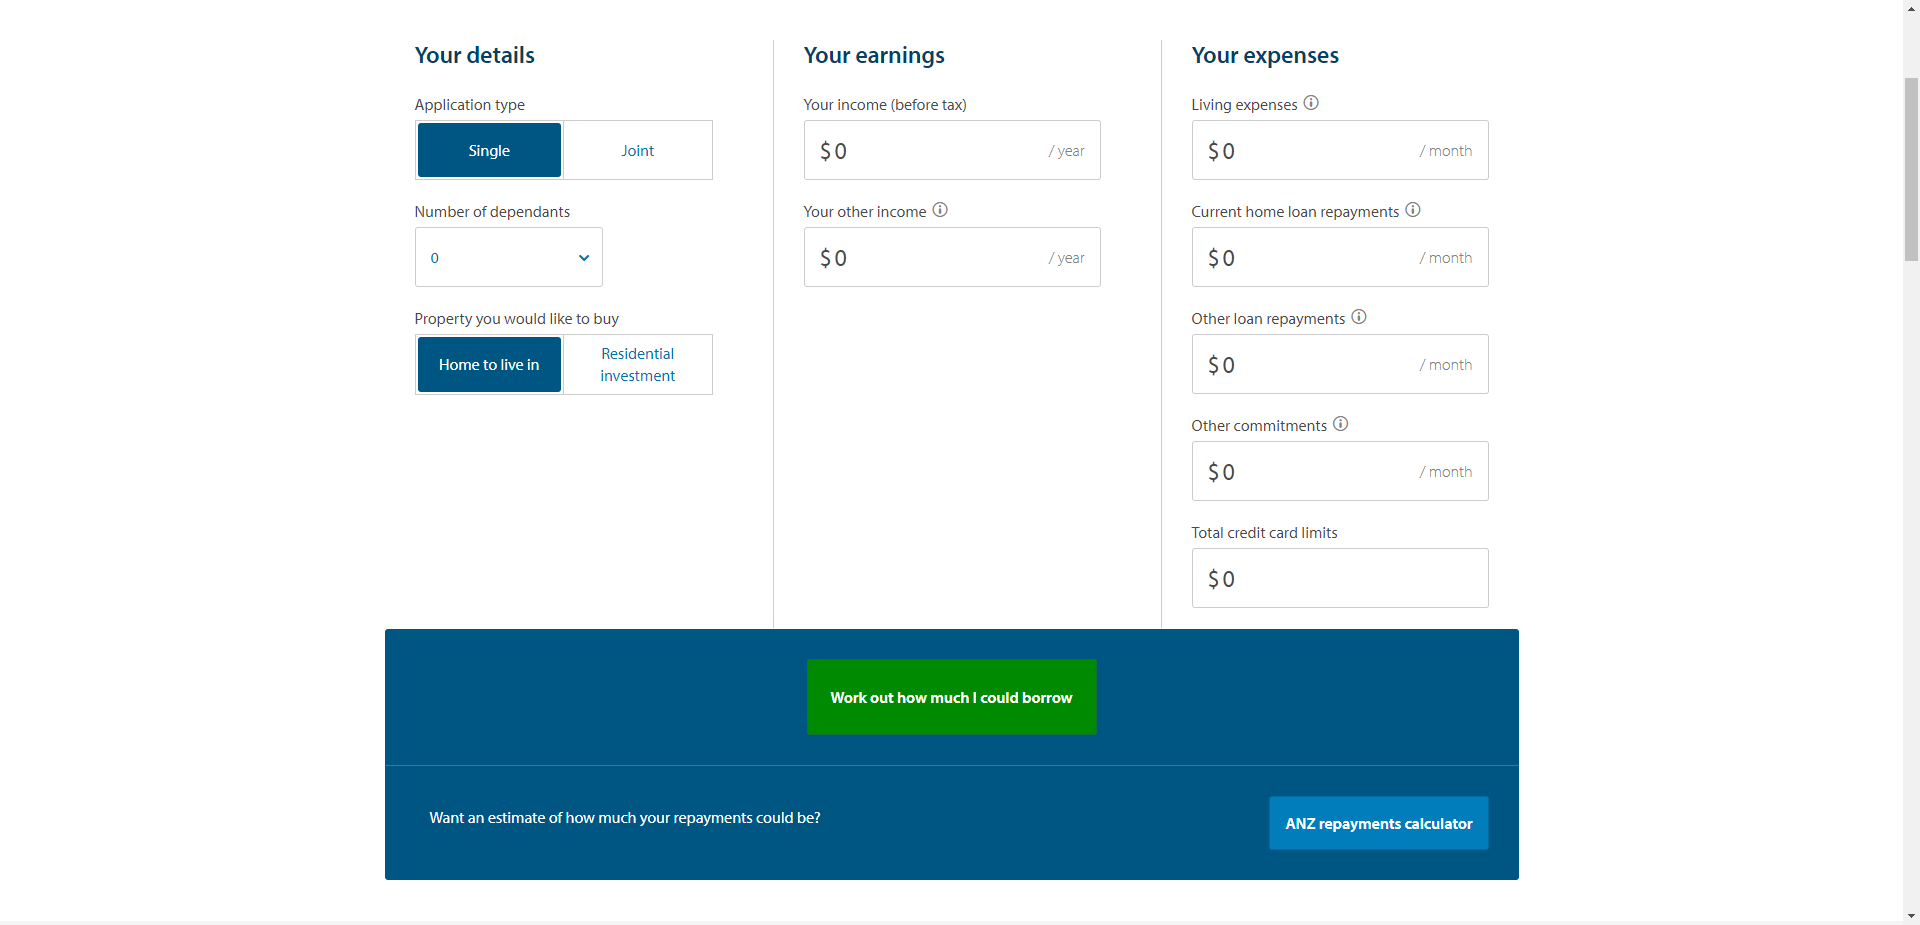 Your details
Application type
Single
Joint
Number of dependants
0
Property you would like to buy
Home to live in
Residential
investment
Your earnings
Your income (before tax)
$0
/ year
Your other income
$0
/ year
Your expenses
Living expenses
$0
/ month
Current home loan repayments
$0
/ month
Other loan repayments
$0
/ month
Other commitments
$0
/ month
Total credit card limits
$0
Work out how much I could borrow
Want an estimate of how much your repayments could be?
ANZ repayments calculator